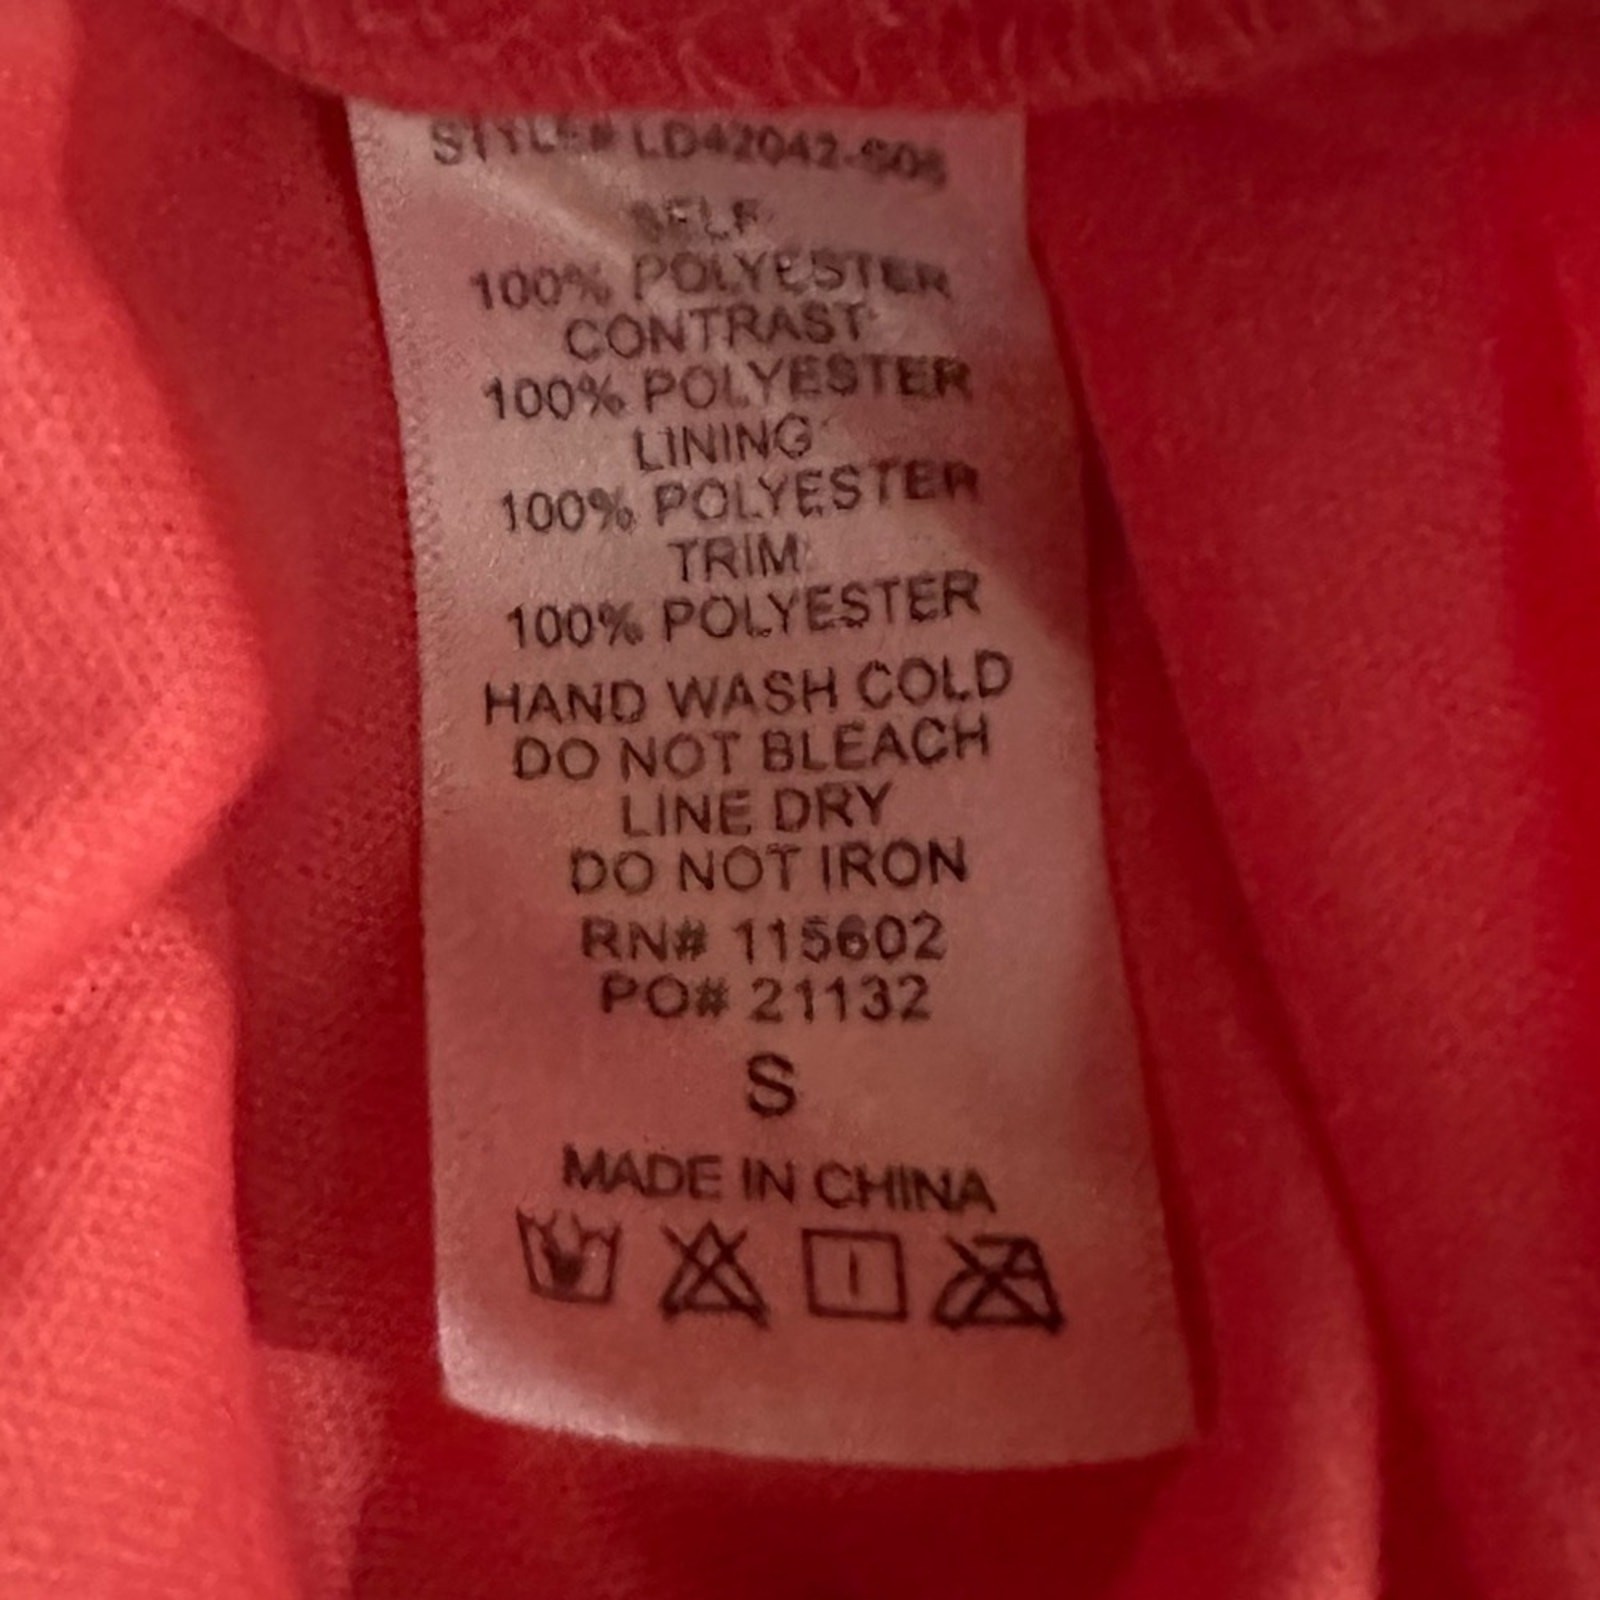 STYLE# LD42042-S06
SELF
100% POLYESTER
CONTRAST
100% POLYESTER
LINING
100% POLYESTER
TRIM
100% POLYESTER
HAND WASH COLD
DO NOT BLEACH
LINE DRY
DO NOT IRON
RN# 115602
PO# 21132
S
MADE IN CHINA